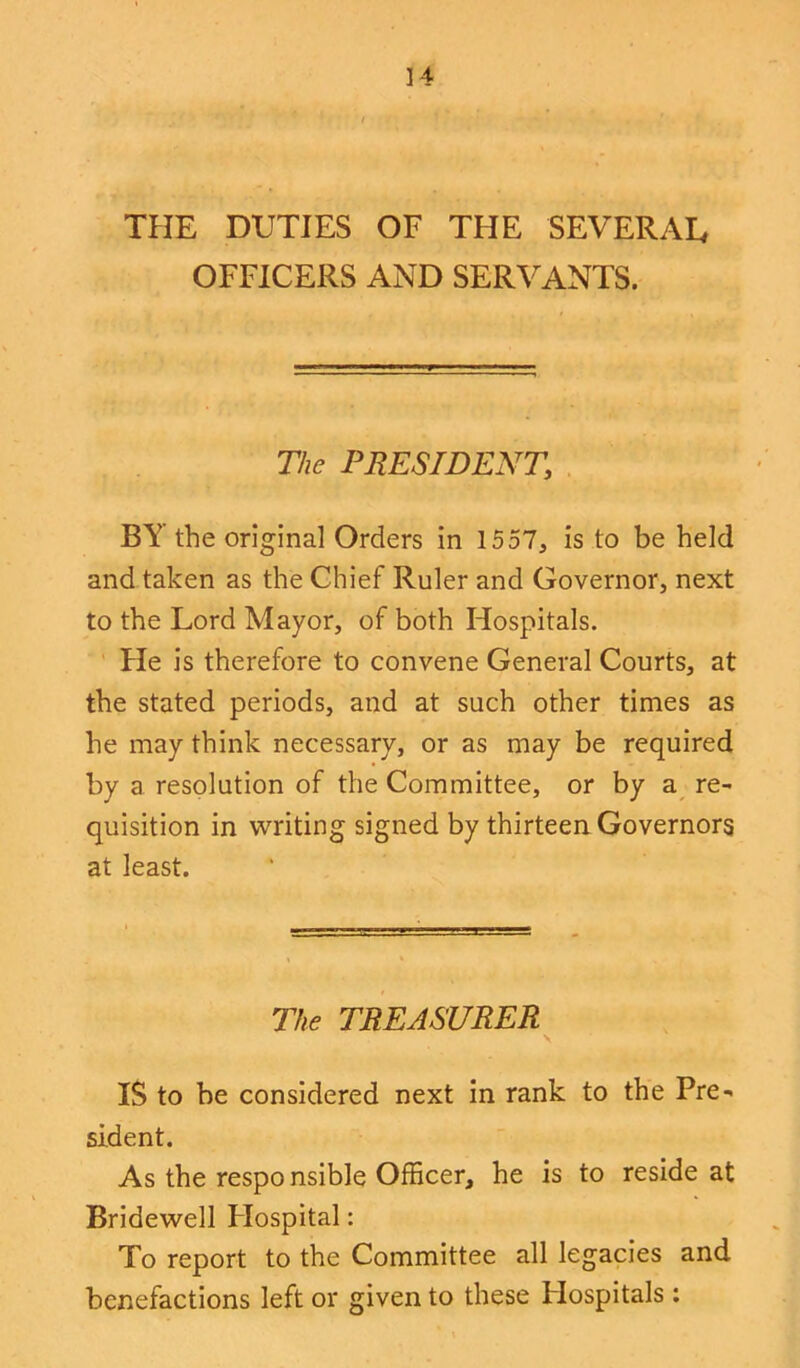 14
THE DUTIES OF THE SEVERAL
OFFICERS AND SERVANTS.
The PRESIDENT,
BY the original Orders in 1557, is to be held
and taken as the Chief Ruler and Governor, next
to the Lord Mayor, of both Hospitals.
He is therefore to convene General Courts, at
the stated periods, and at such other times as
he may think necessary, or as may be required
by a resolution of the Committee, or by a re-
quisition in writing signed by thirteen Governors
at least.
The TREASURER
IS to be considered next in rank to the Pre-
sident.
As the responsible Officer, he is to reside at
Bridewell Hospital:
To report to the Committee all legacies and
benefactions left or given to these Hospitals: